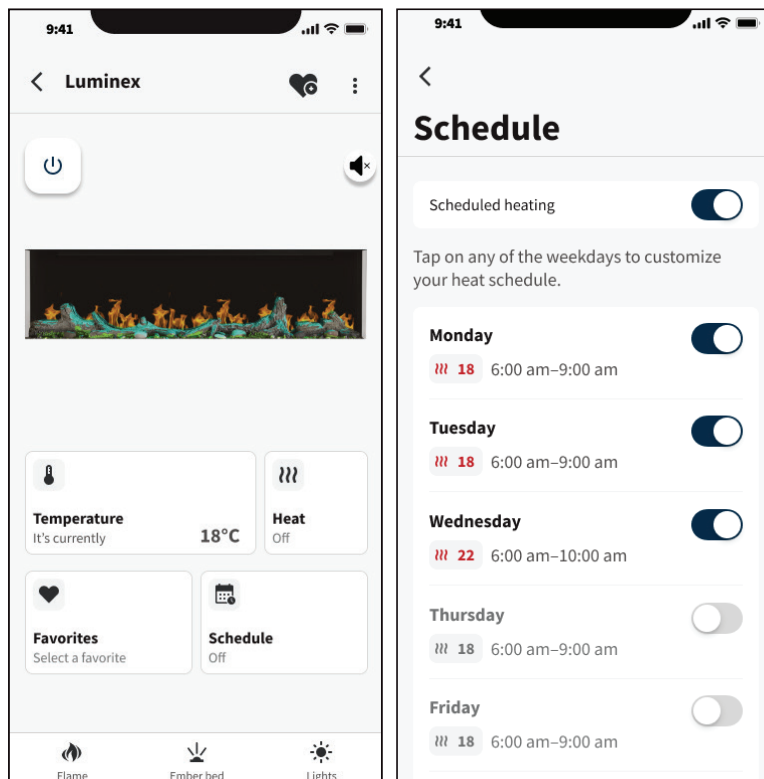 9:41
Luminex
Temperature
It's currently
18°C
Heat
Off
Favorites
Select a favorite
Schedule
Off
Flame
Ember bed
Lights
9:41
Schedule
Scheduled heating
Tap on any of the weekdays to customize
your heat schedule.
Monday
18 6:00 am–9:00 am
Tuesday
18 6:00 am–9:00 am
Wednesday
22 6:00 am–10:00 am
Thursday
18 6:00 am–9:00 am
Friday
18 6:00 am–9:00 am